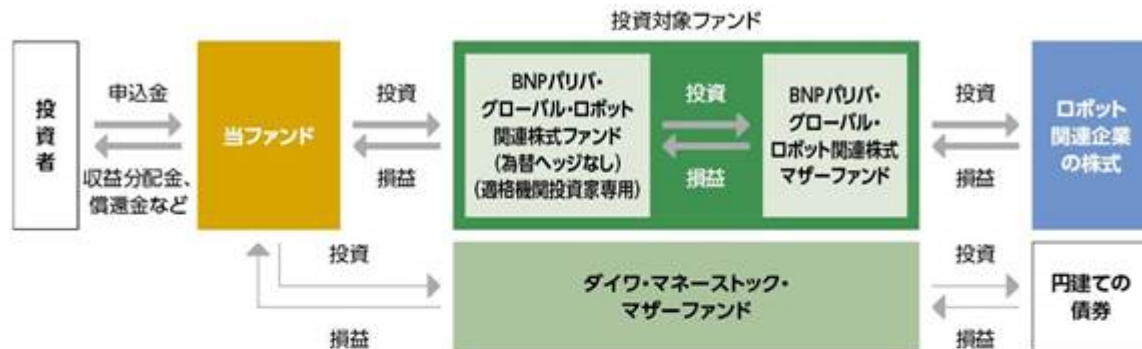 投資対象ファンド
投
資
者
申込金
収益分配金、
償還金など
当ファンド
投資
損益
BNPパリバ・
グローバル・ロボット
関連株式ファンド
(為替ヘッジなし)
(適格機関投資家専用)
投資
損益
BNPパリバ・
グローバル・
ロボット関連株式
マザーファンド
投資
損益
ロボット
関連企業
の株式
投資
損益
ダイワ・マネーストック・
マザーファンド
投資
損益
円建ての
債券